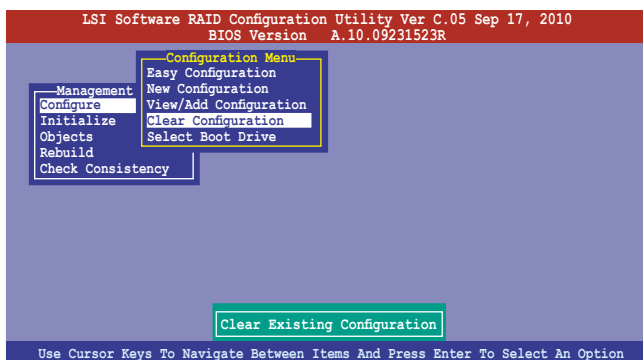 LSI Software RAID Configuration Utility Ver C.05 Sep 17, 2010
BIOS Version A.10.09231523R
Configuration Menu
Easy Configuration
New Configuration
View/Add Configuration
Clear Configuration
Select Boot Drive
Management
Configure
Initialize
Objects
Rebuild
Check Consistency
Clear Existing Configuration
Use Cursor Keys To Navigate Between Items And Press Enter To Select An Option